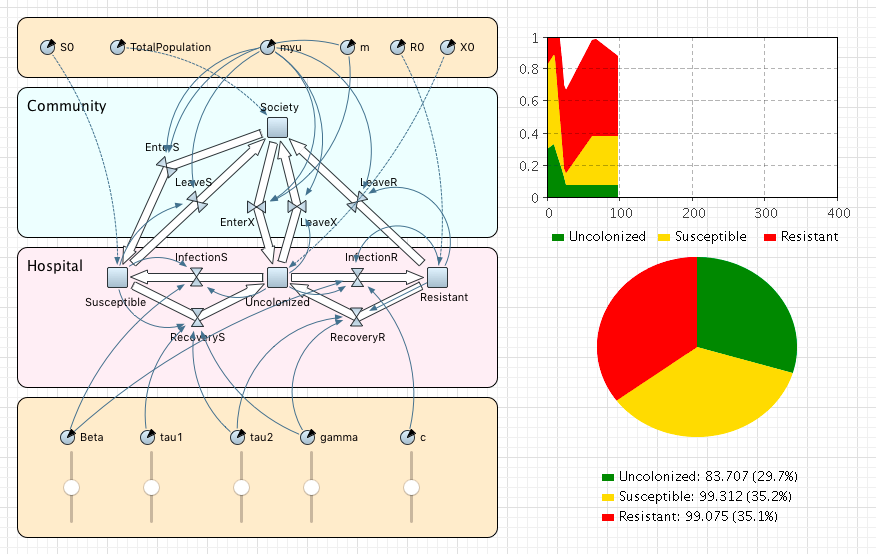 S0 TotalPopulation myu m R0 X0
Community
Society
EnterS
LeaveS LeaveR
EnterX LeaveX
Hospital
InfectionS InfectionR
Susceptible Uncolonized Resistant
RecoveryS RecoveryR
Beta tau1 tau2 gamma c
1
0.8
0.6
0.4
0.2
0
0 100 200 300 400
Uncolonized Susceptible Resistant
Uncolonized: 83.707 (29.7%)
Susceptible: 99.312 (35.2%)
Resistant: 99.075 (35.1%)